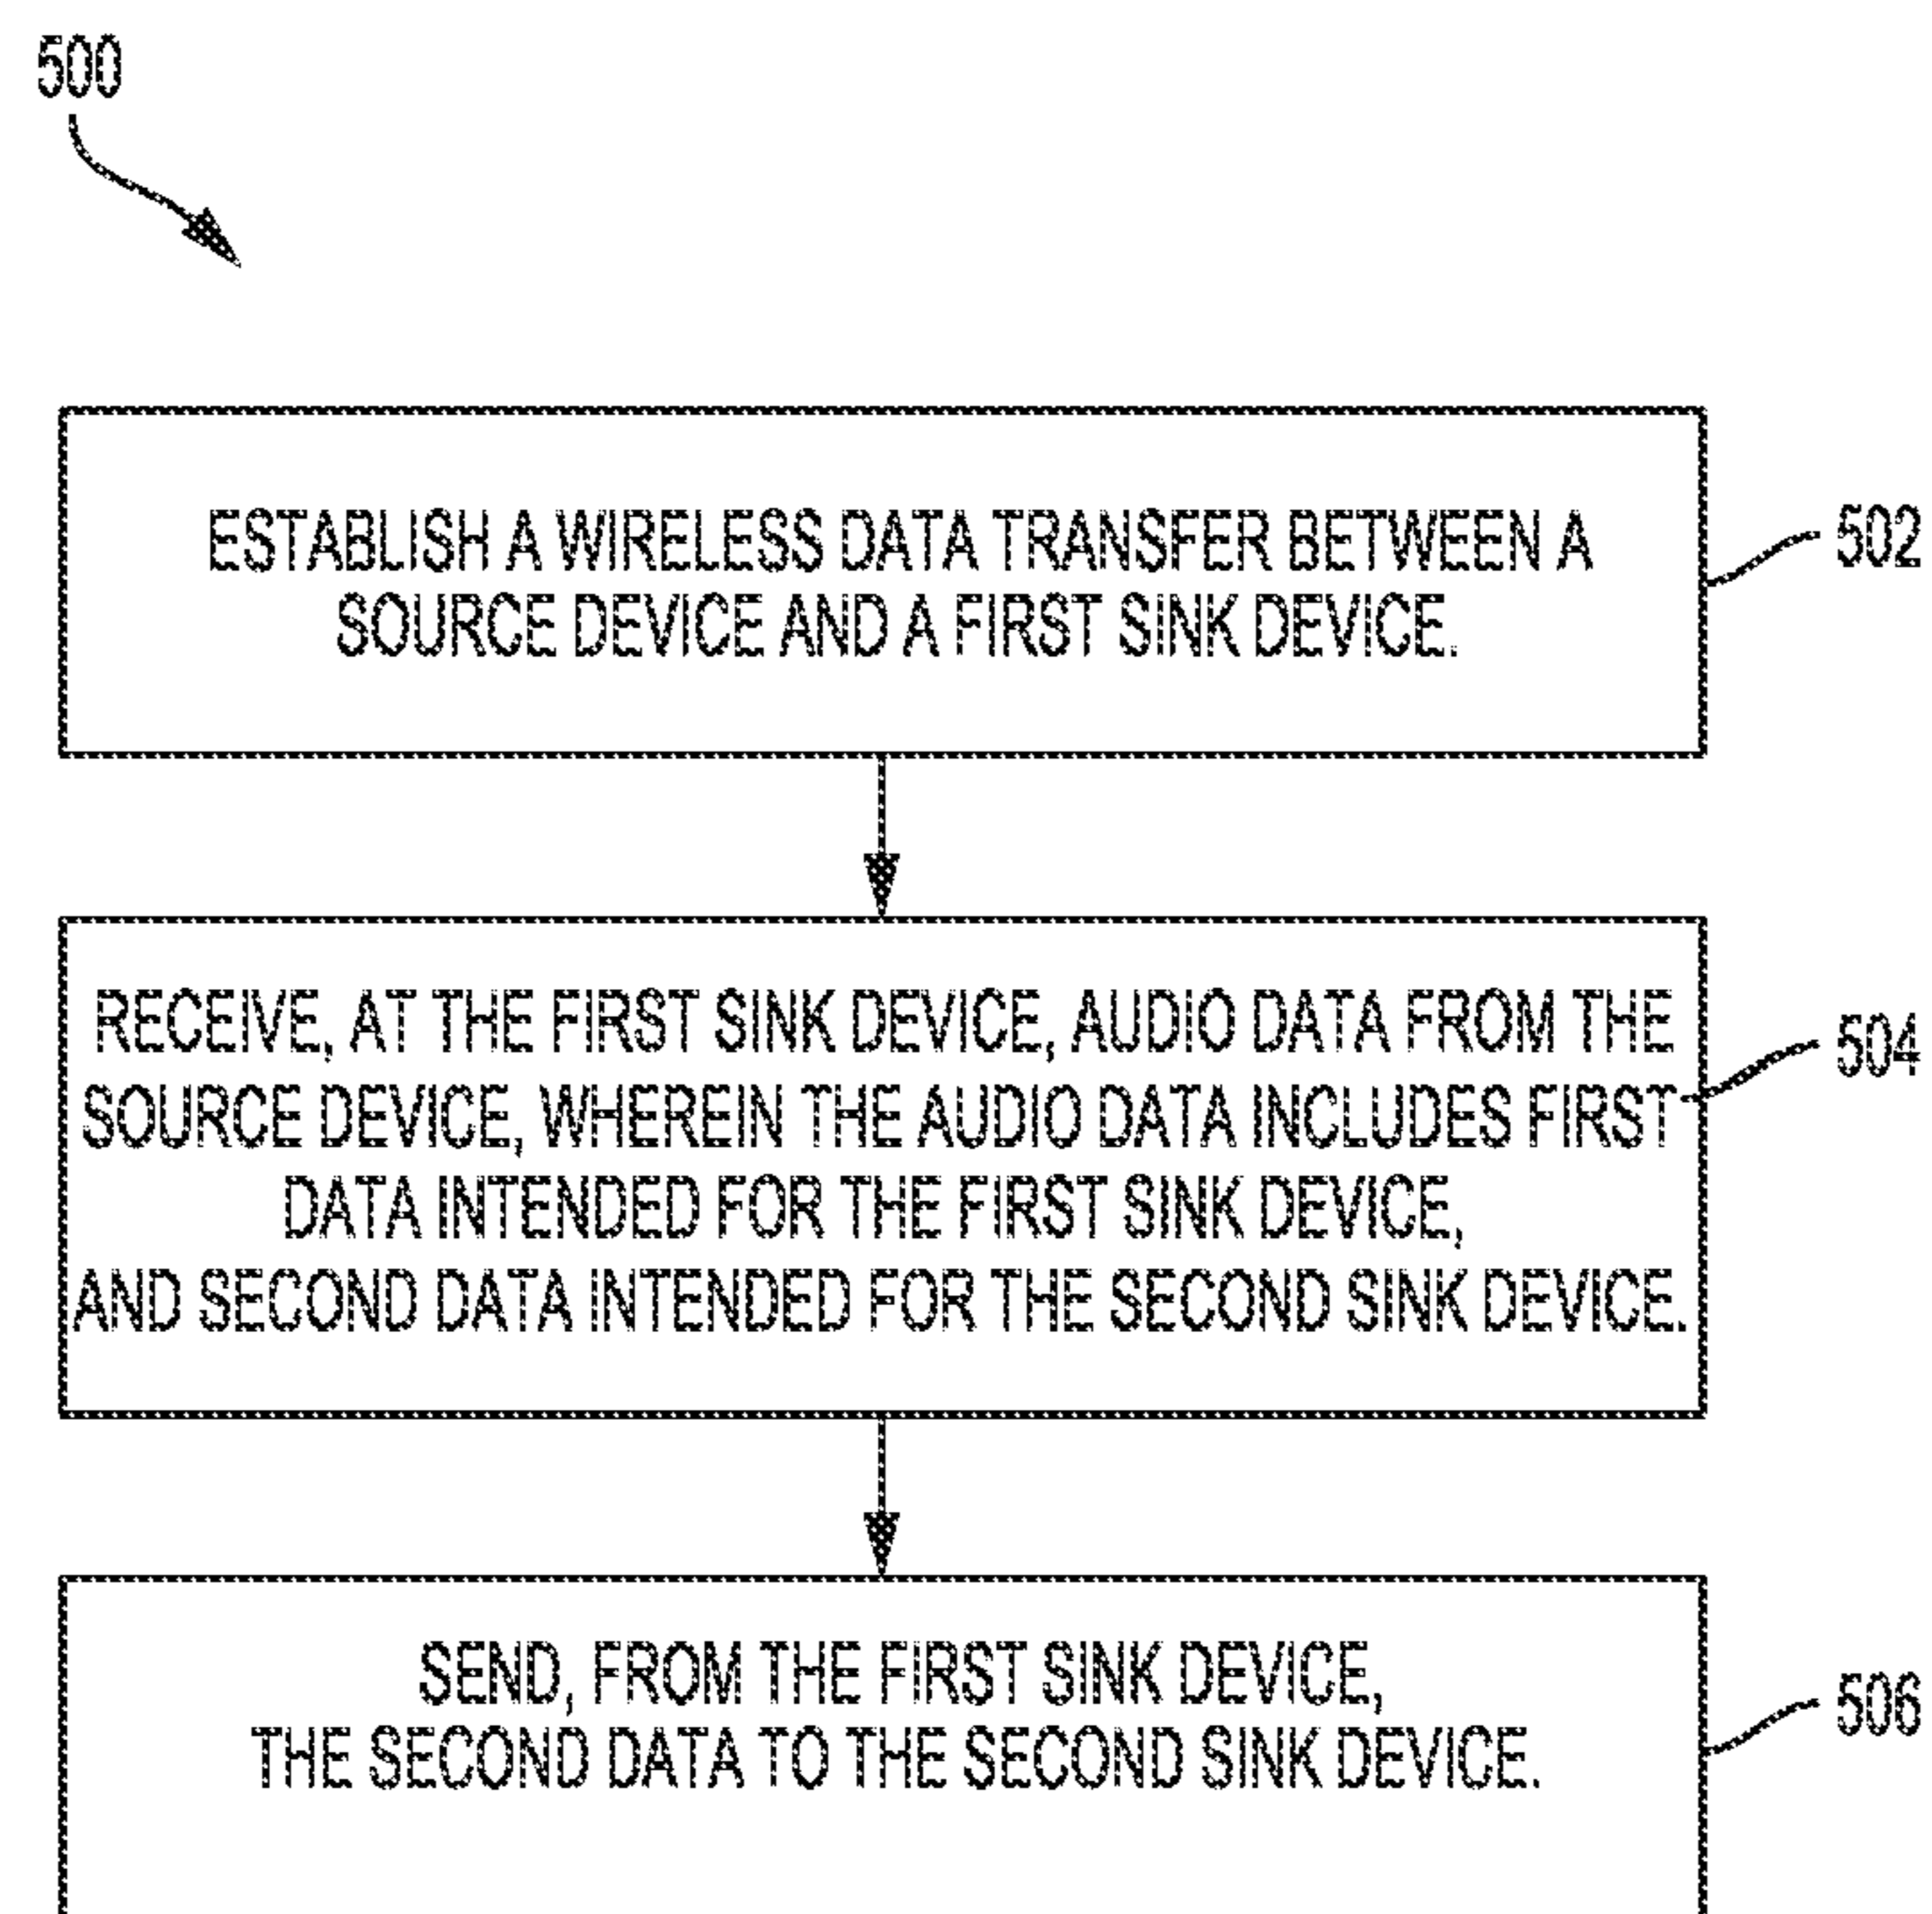 500
ESTABLISH A WIRELESS DATA TRANSFER BETWEEN A
SOURCE DEVICE AND A FIRST SINK DEVICE.
502
RECEIVE, AT THE FIRST SINK DEVICE, AUDIO DATA FROM THE
SOURCE DEVICE, WHEREIN THE AUDIO DATA INCLUDES FIRST
DATA INTENDED FOR THE FIRST SINK DEVICE,
AND SECOND DATA INTENDED FOR THE SECOND SINK DEVICE.
504
SEND, FROM THE FIRST SINK DEVICE,
THE SECOND DATA TO THE SECOND SINK DEVICE.
506